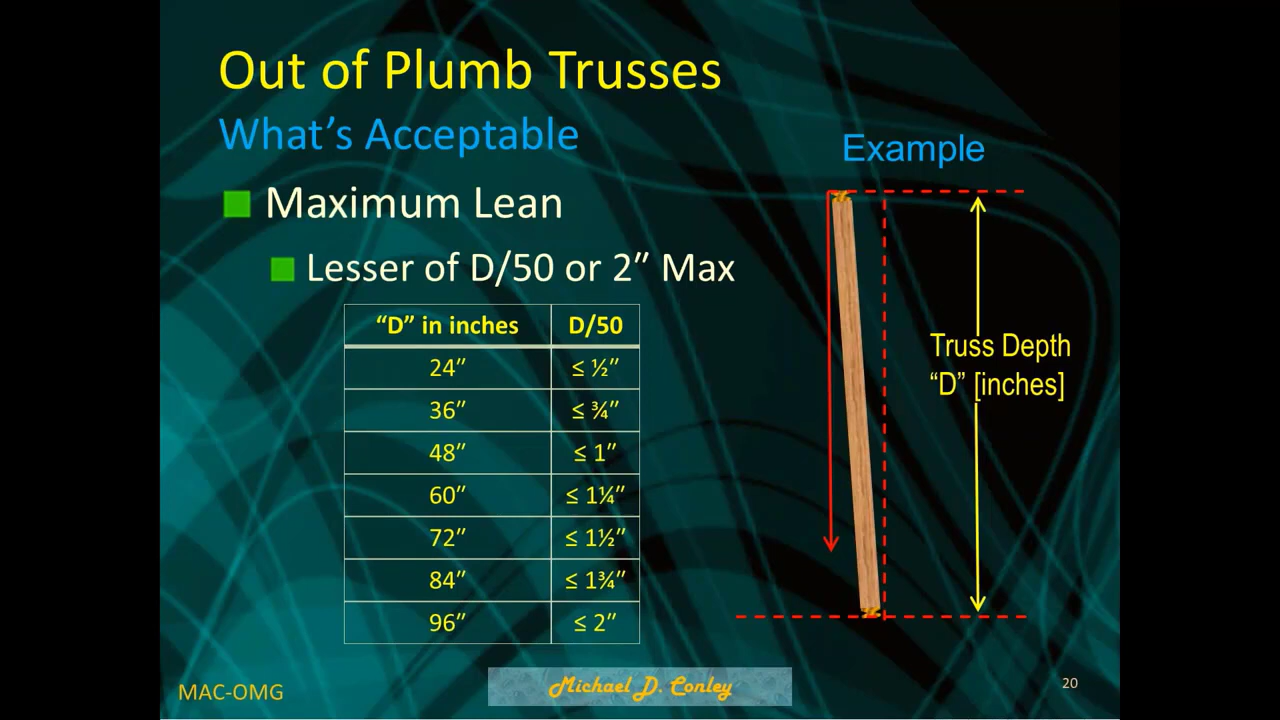 Out of Plumb Trusses
What’s Acceptable
Maximum Lean
Lesser of D/50 or 2″ Max
“D” in inches D/50
24″ ≤ ½″
36″ ≤ ¾″
48″ ≤ 1″
60″ ≤ 1¼″
72″ ≤ 1½″
84″ ≤ 1¾″
96″ ≤ 2″
Example
Truss Depth
“D” [inches]
MAC-OMG
Michael D. Conley
20